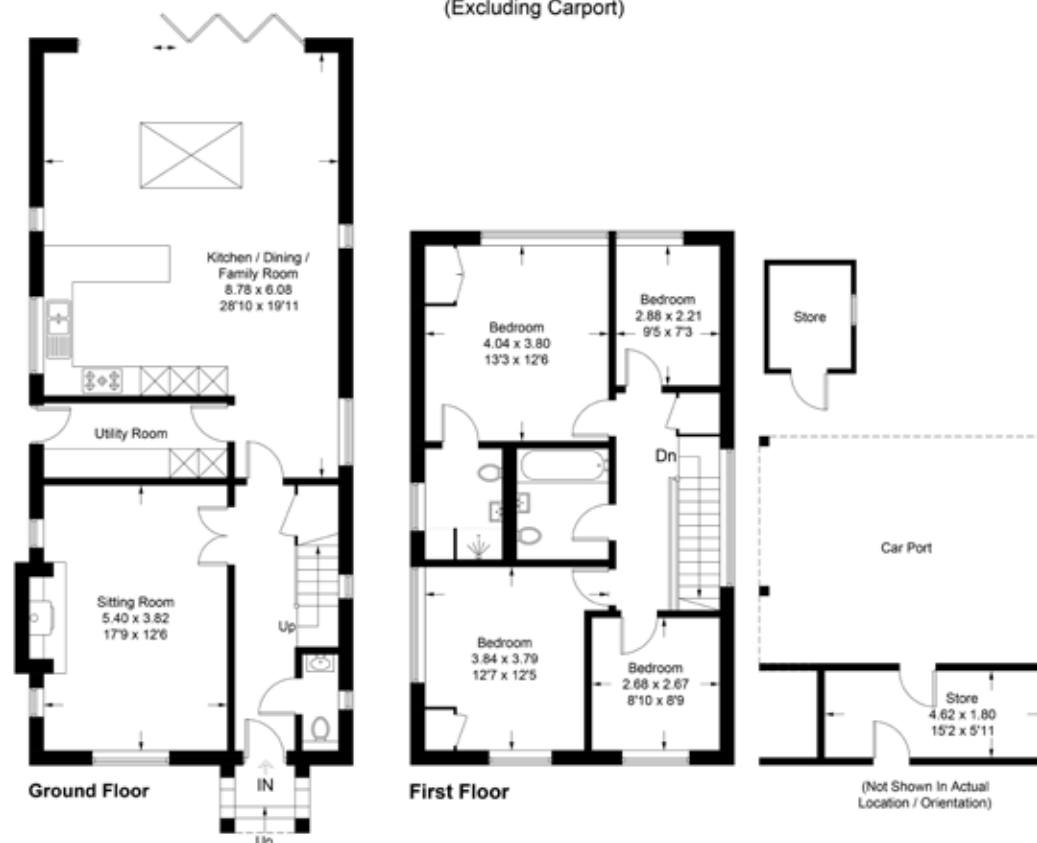 (Excluding Carport)
Kitchen / Dining /
Family Room
8.78 x 6.08
28'10 x 19'11
Utility Room
Sitting Room
5.40 x 3.82
17'9 x 12'6
Up
IN
Up
Ground Floor
Bedroom
4.04 x 3.80
13'3 x 12'6
Bedroom
2.88 x 2.21
9'5 x 7'3
Dn
Bedroom
3.84 x 3.79
12'7 x 12'5
Bedroom
2.68 x 2.67
8'10 x 8'9
First Floor
Store
Car Port
Store
4.62 x 1.80
15'2 x 5'11
(Not Shown In Actual
Location / Orientation)